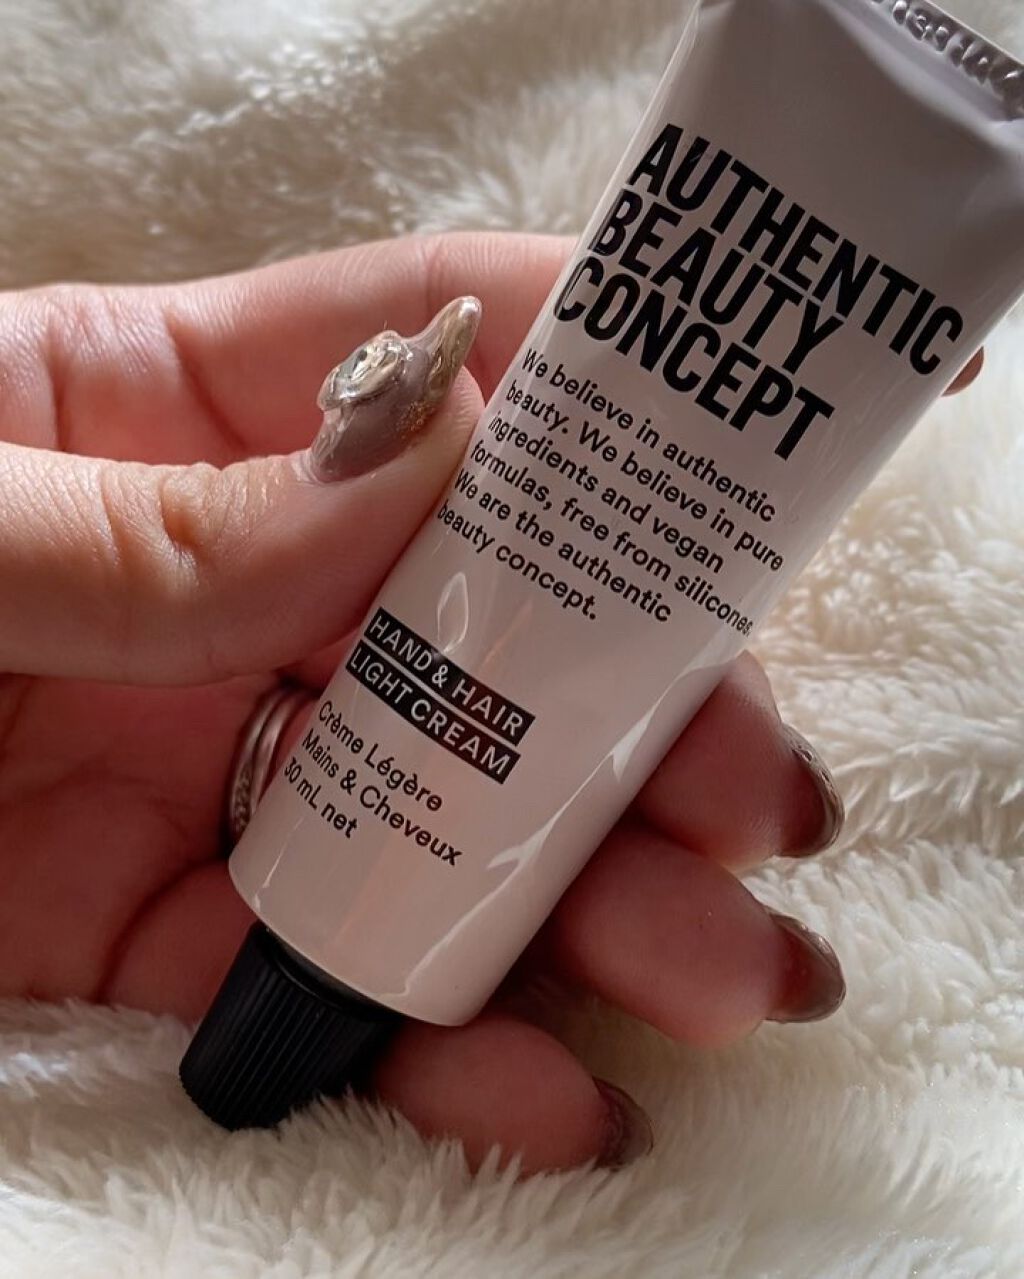 AUTHENTIC
BEAUTY
CONCEPT
We believe in authentic
beauty. We believe in pure
ingredients and vegan
formulas, free from silicones.
We are the authentic
beauty concept.
HAND & HAIR
LIGHT CREAM
Crème Légère
Mains & Cheveux
30 mL net